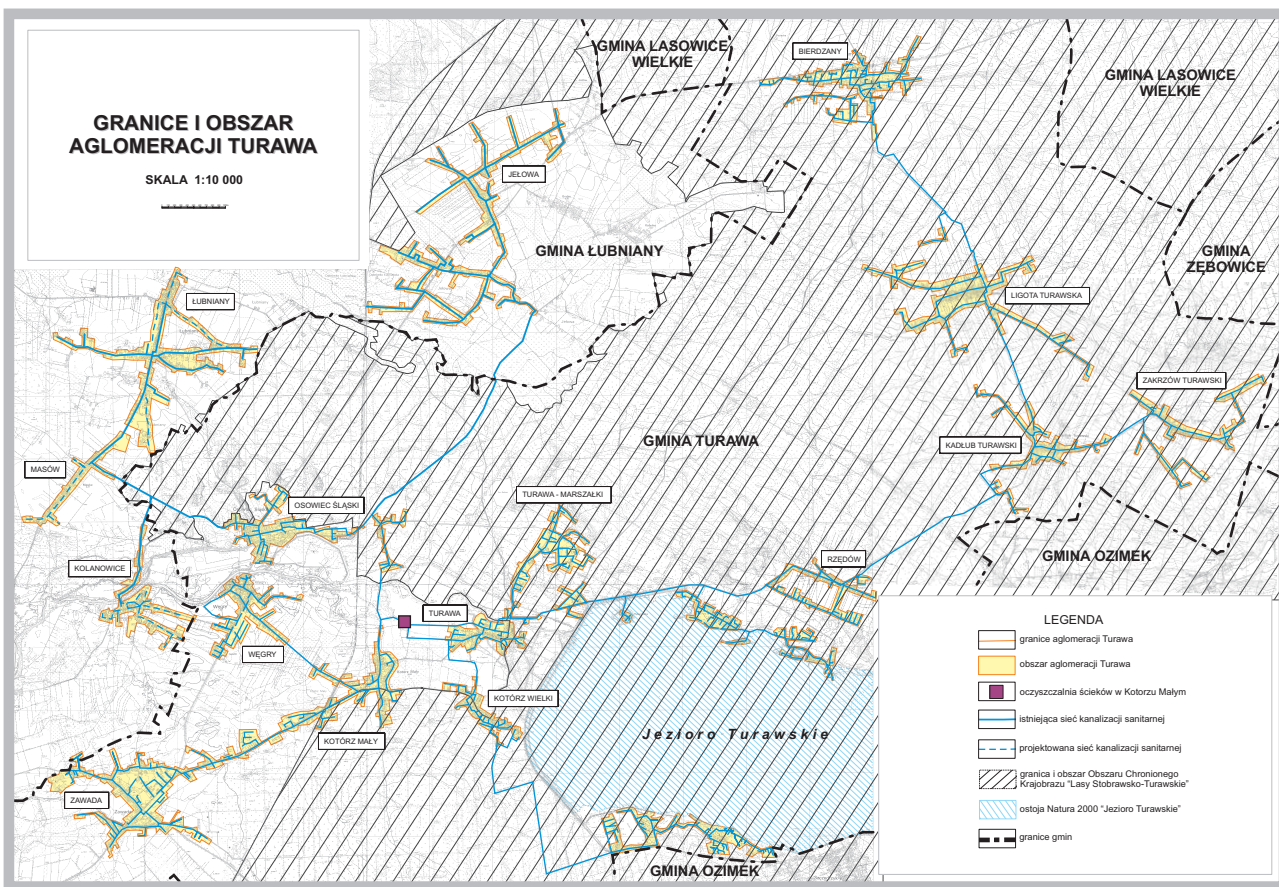 GRANICE I OBSZAR
AGLOMERACJI TURAWA
SKALA 1:10 000
GMINA LASOWICE
WIELKIE
BIERDZANY
GMINA LASOWICE
WIELKIE
JEŁOWA
GMINA ŁUBNIANY
GMINA
ZĘBOWICE
ŁUBNIANY
LIGOTA TURAWSKA
ZAKRZÓW TURAWSKI
GMINA TURAWA
KADŁUB TURAWSKI
MASÓW
OSOWIEC ŚLĄSKI
TURAWA - MARSZAŁKI
KOLANOWICE
RZĘDÓW
GMINA OZIMEK
TURAWA
WĘGRY
KOTÓRZ WIELKI
KOTÓRZ MAŁY
Jezioro Turawskie
ZAWADA
GMINA OZIMEK
LEGENDA
granice aglomeracji Turawa
obszar aglomeracji Turawa
oczyszczalnia ścieków w Kotorzu Małym
istniejąca sieć kanalizacji sanitarnej
projektowana sieć kanalizacji sanitarnej
granica i obszar Obszaru Chronionego
Krajobrazu "Lasy Stobrawsko-Turawskie"
ostoja Natura 2000 "Jezioro Turawskie"
granice gmin